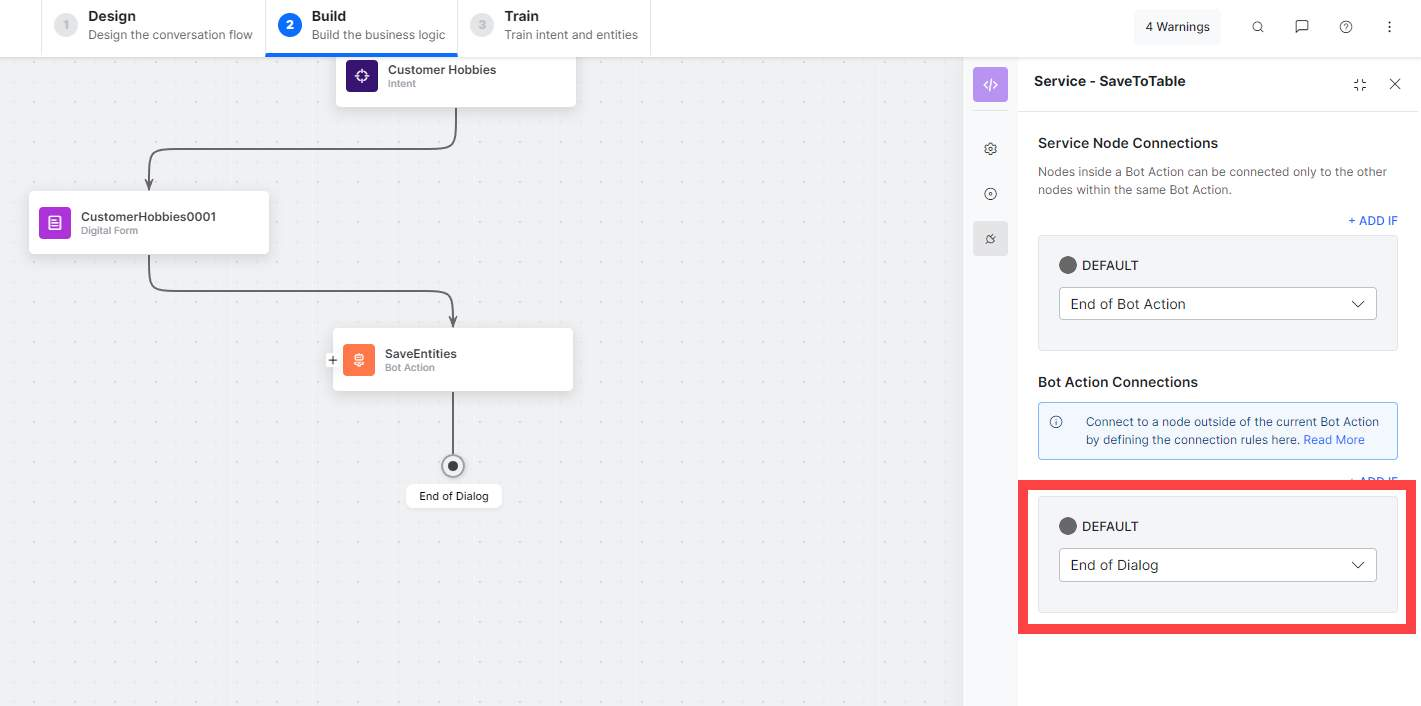 1
Design
Design the conversation flow
2
Build
Build the business logic
3
Train
Train intent and entities
4 Warnings
Customer Hobbies
Intent
CustomerHobbies0001
Digital Form
+
SaveEntities
Bot Action
End of Dialog
Service - SaveToTable
Service Node Connections
Nodes inside a Bot Action can be connected only to the other
nodes within the same Bot Action.
+ ADD IF
DEFAULT
End of Bot Action
Bot Action Connections
Connect to a node outside of the current Bot Action
by defining the connection rules here. Read More
+ ADD IF
DEFAULT
End of Dialog